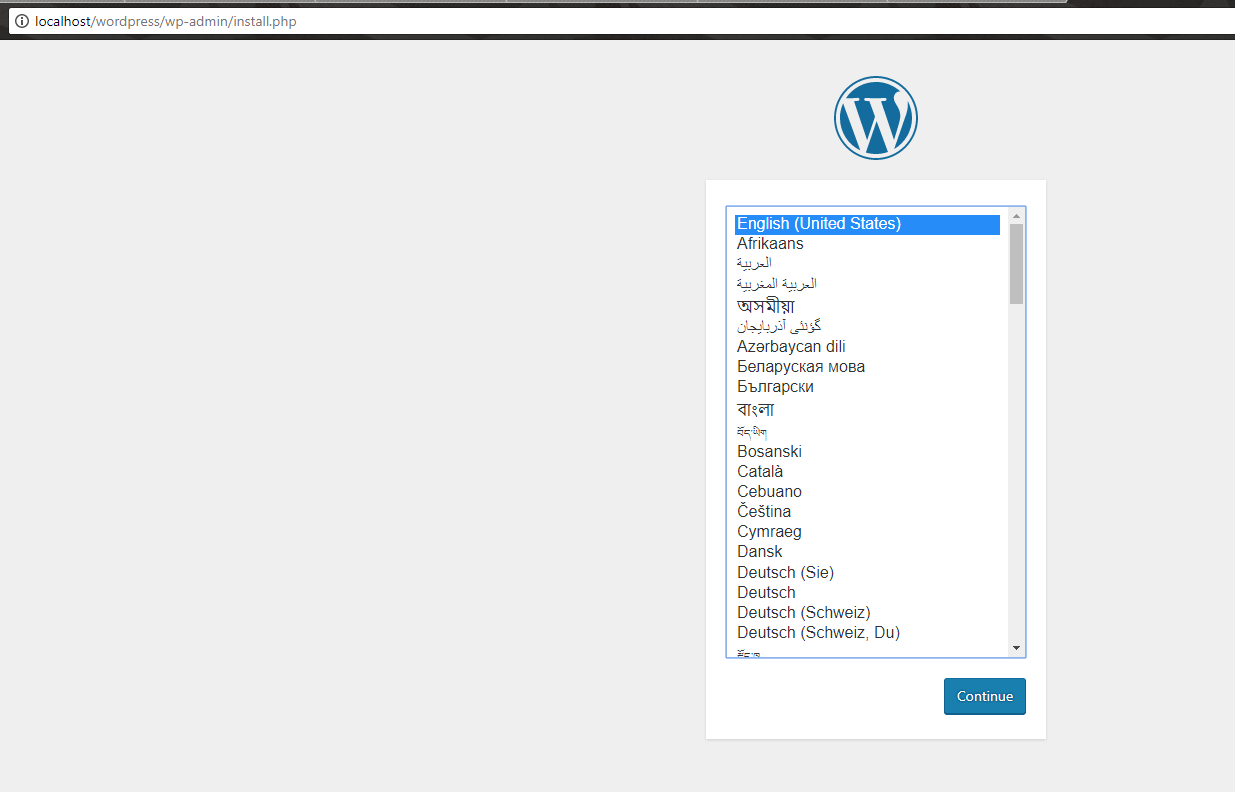 localhost/wordpress/wp-admin/install.php
English (United States)
Afrikaans
العربية
العربية المغربية
অসমীয়া
گؤنئی آذربایجان
Azərbaycan dili
Беларуская мова
Български
বাংলা
བོད་ཡིག
Bosanski
Català
Cebuano
Čeština
Cymraeg
Dansk
Deutsch (Sie)
Deutsch
Deutsch (Schweiz)
Deutsch (Schweiz, Du)
Continue